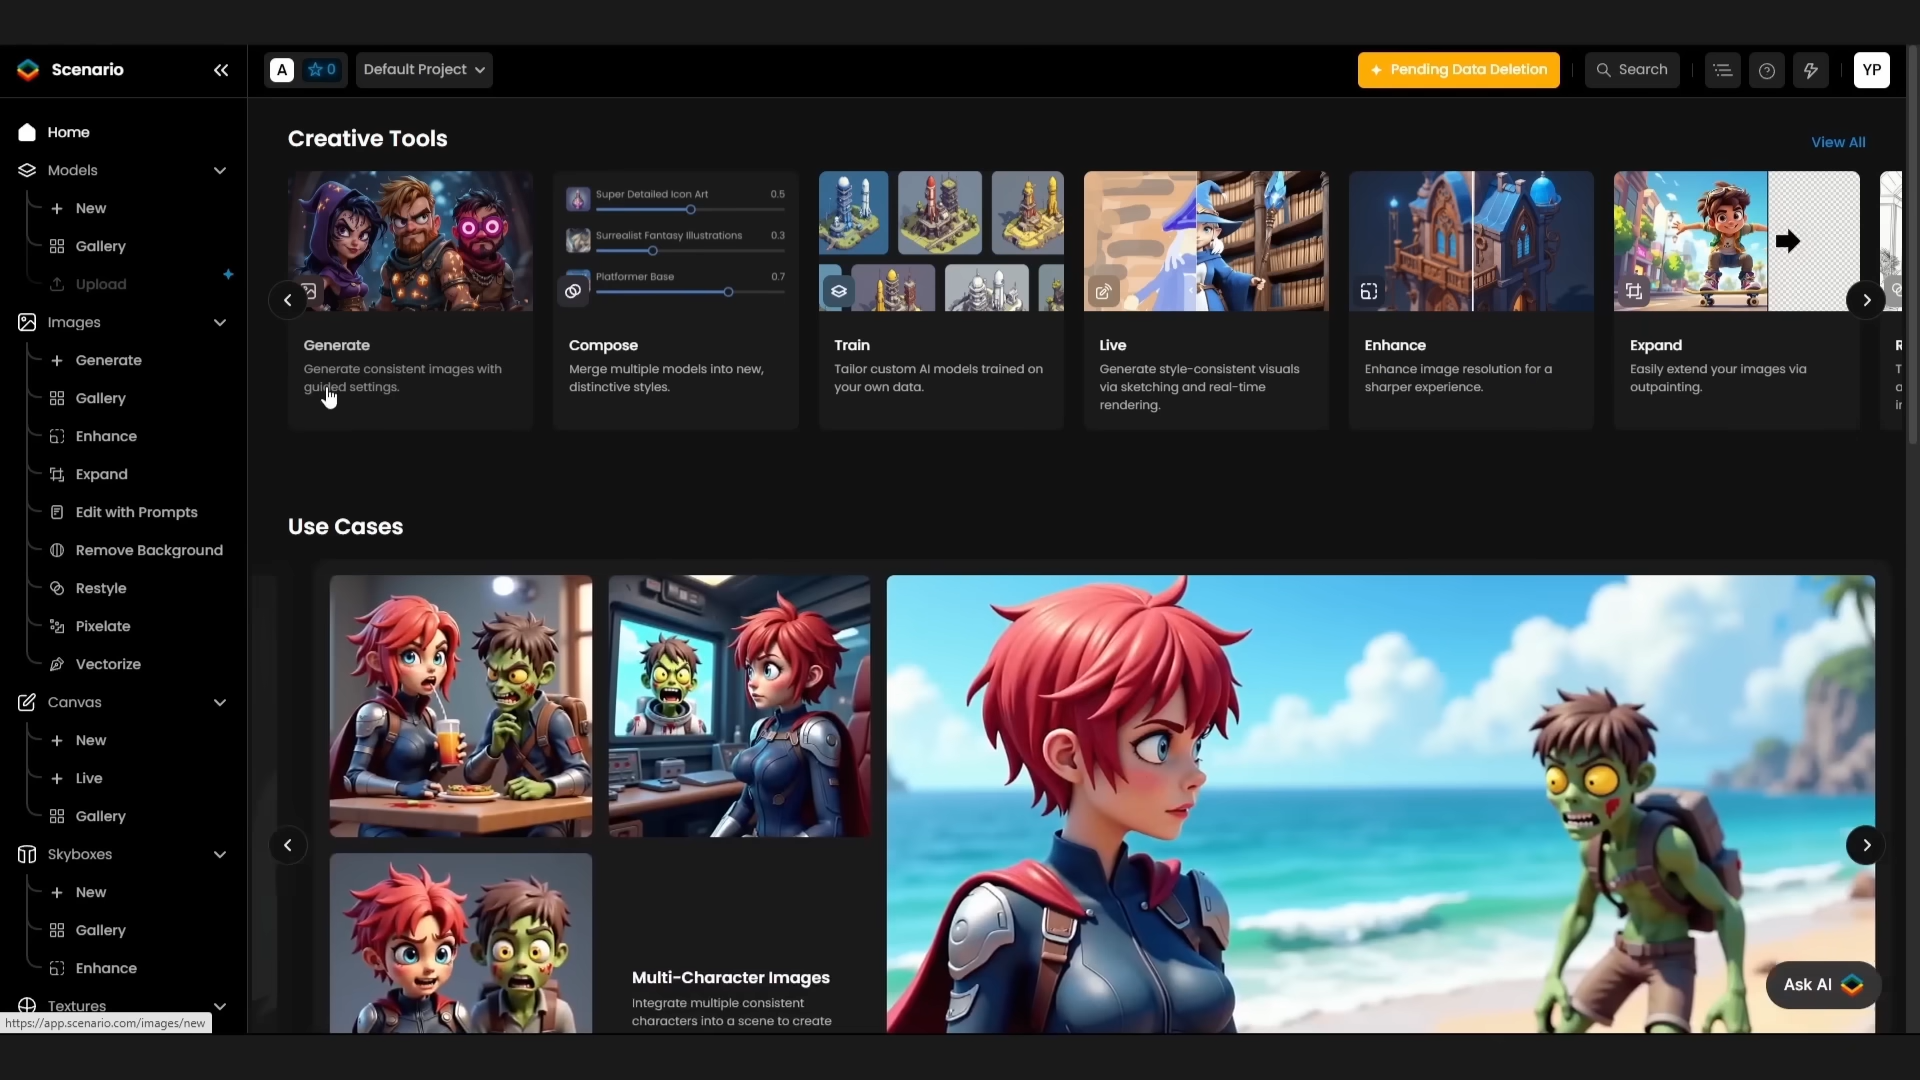 Scenario
A
0
Default Project
Pending Data Deletion
Search
YP
Home
Models
New
Gallery
Upload
Images
Generate
Gallery
Enhance
Expand
Edit with Prompts
Remove Background
Restyle
Pixelate
Vectorize
Canvas
New
Live
Gallery
Skyboxes
New
Gallery
Enhance
Textures
https://app.scenario.com/images/new
Creative Tools
View All
Generate
Generate consistent images with
guided settings.
Super Detailed Icon Art 0.5
Surrealist Fantasy Illustrations 0.3
Platformer Base 0.7
Compose
Merge multiple models into new,
distinctive styles.
Train
Tailor custom AI models trained on
your own data.
Live
Generate style-consistent visuals
via sketching and real-time
rendering.
Enhance
Enhance image resolution for a
sharper experience.
Expand
Easily extend your images via
outpainting.
Use Cases
Multi-Character Images
Integrate multiple consistent
characters into a scene to create
Ask AI